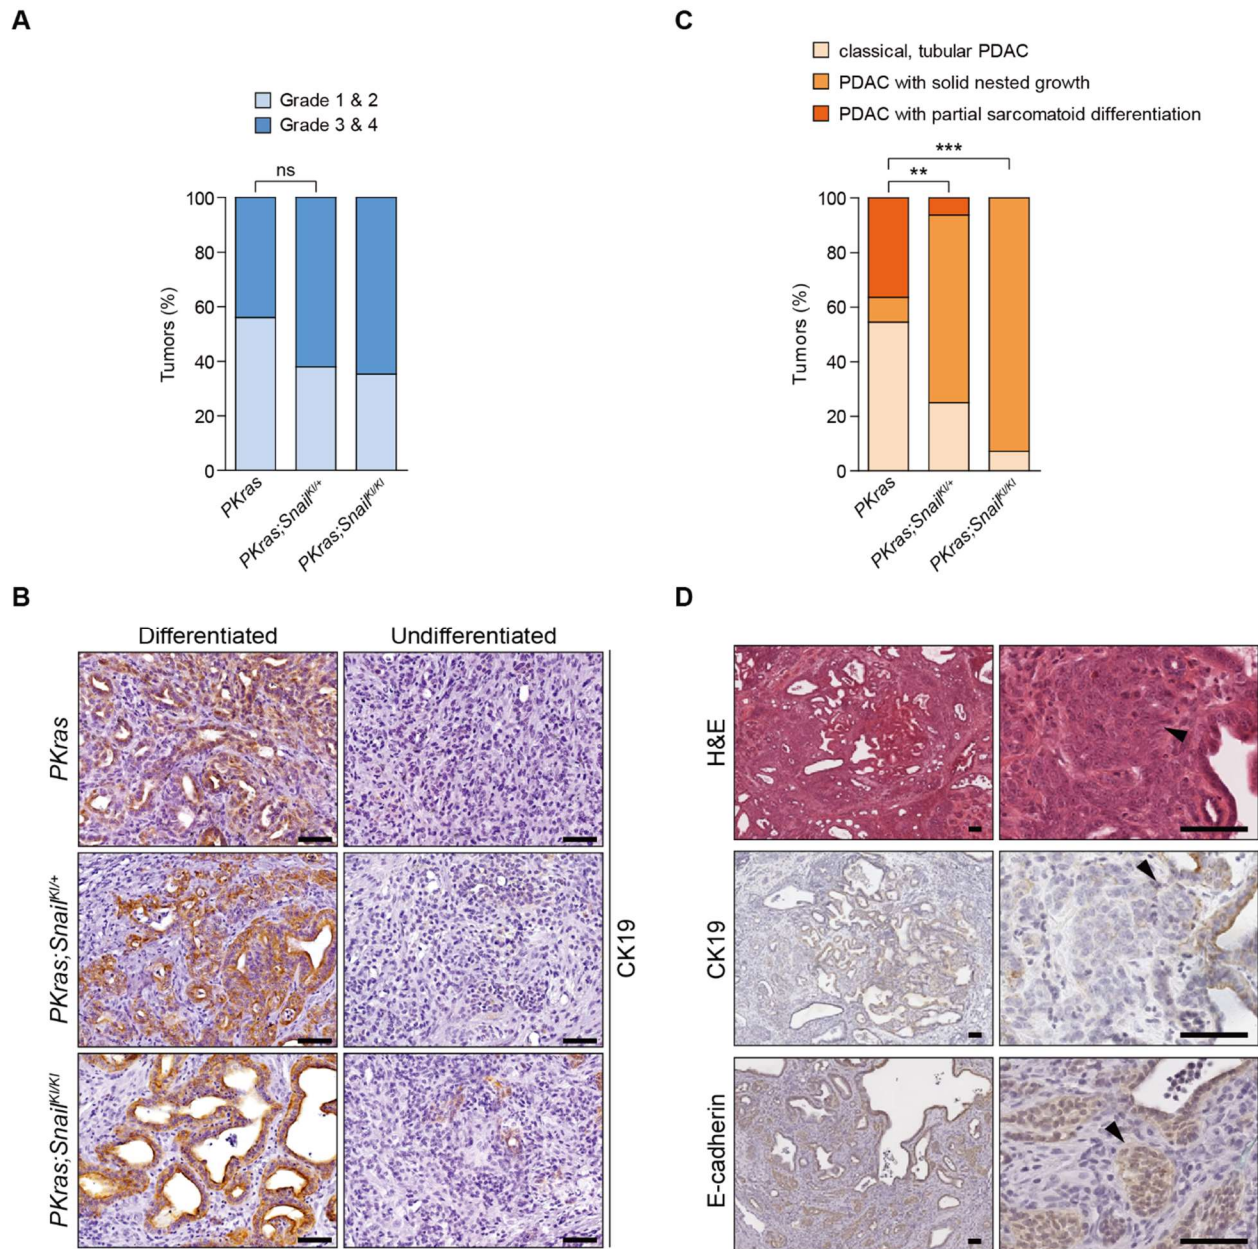 A
Grade 1 & 2
Grade 3 & 4
ns
100
80
60
40
20
0
Tumors (%)
PKras
PKras;Snail^KI/+
PKras;Snail^KI/KI
C
classical, tubular PDAC
PDAC with solid nested growth
PDAC with partial sarcomatoid differentiation
***
**
100
80
60
40
20
0
Tumors (%)
PKras
PKras;Snail^KI/+
PKras;Snail^KI/KI
B
Differentiated
Undifferentiated
PKras
PKras;Snail^KI/+
PKras;Snail^KI/KI
CK19
D
H&E
CK19
E-cadherin